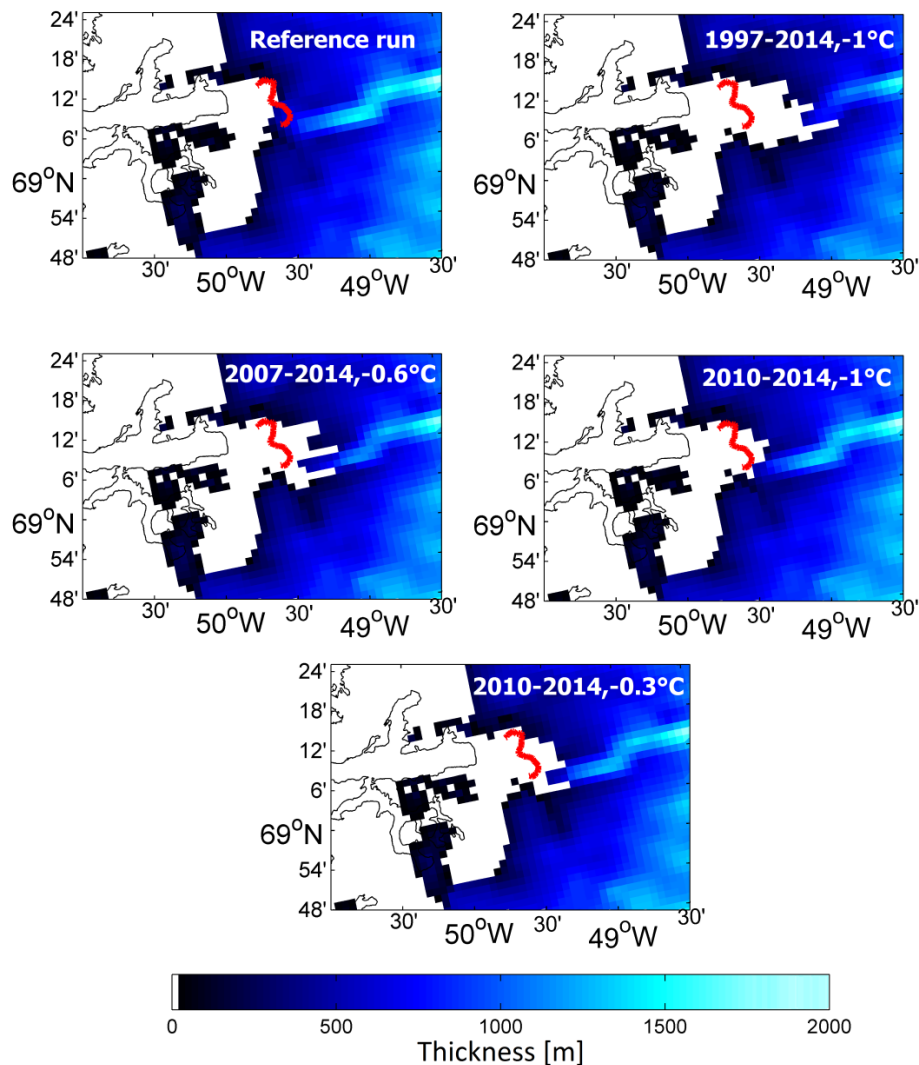 Reference run
24'
18'
12'
6'
69°N
54'
48'
30'
50°W
30'
49°W
30'
1997-2014,-1°C
24'
18'
12'
6'
69°N
54'
48'
30'
50°W
30'
49°W
30'
2007-2014,-0.6°C
24'
18'
12'
6'
69°N
54'
48'
30'
50°W
30'
49°W
30'
2010-2014,-1°C
24'
18'
12'
6'
69°N
54'
48'
30'
50°W
30'
49°W
30'
2010-2014,-0.3°C
24'
18'
12'
6'
69°N
54'
48'
30'
50°W
30'
49°W
30'
0 500 1000 1500 2000
Thickness [m]